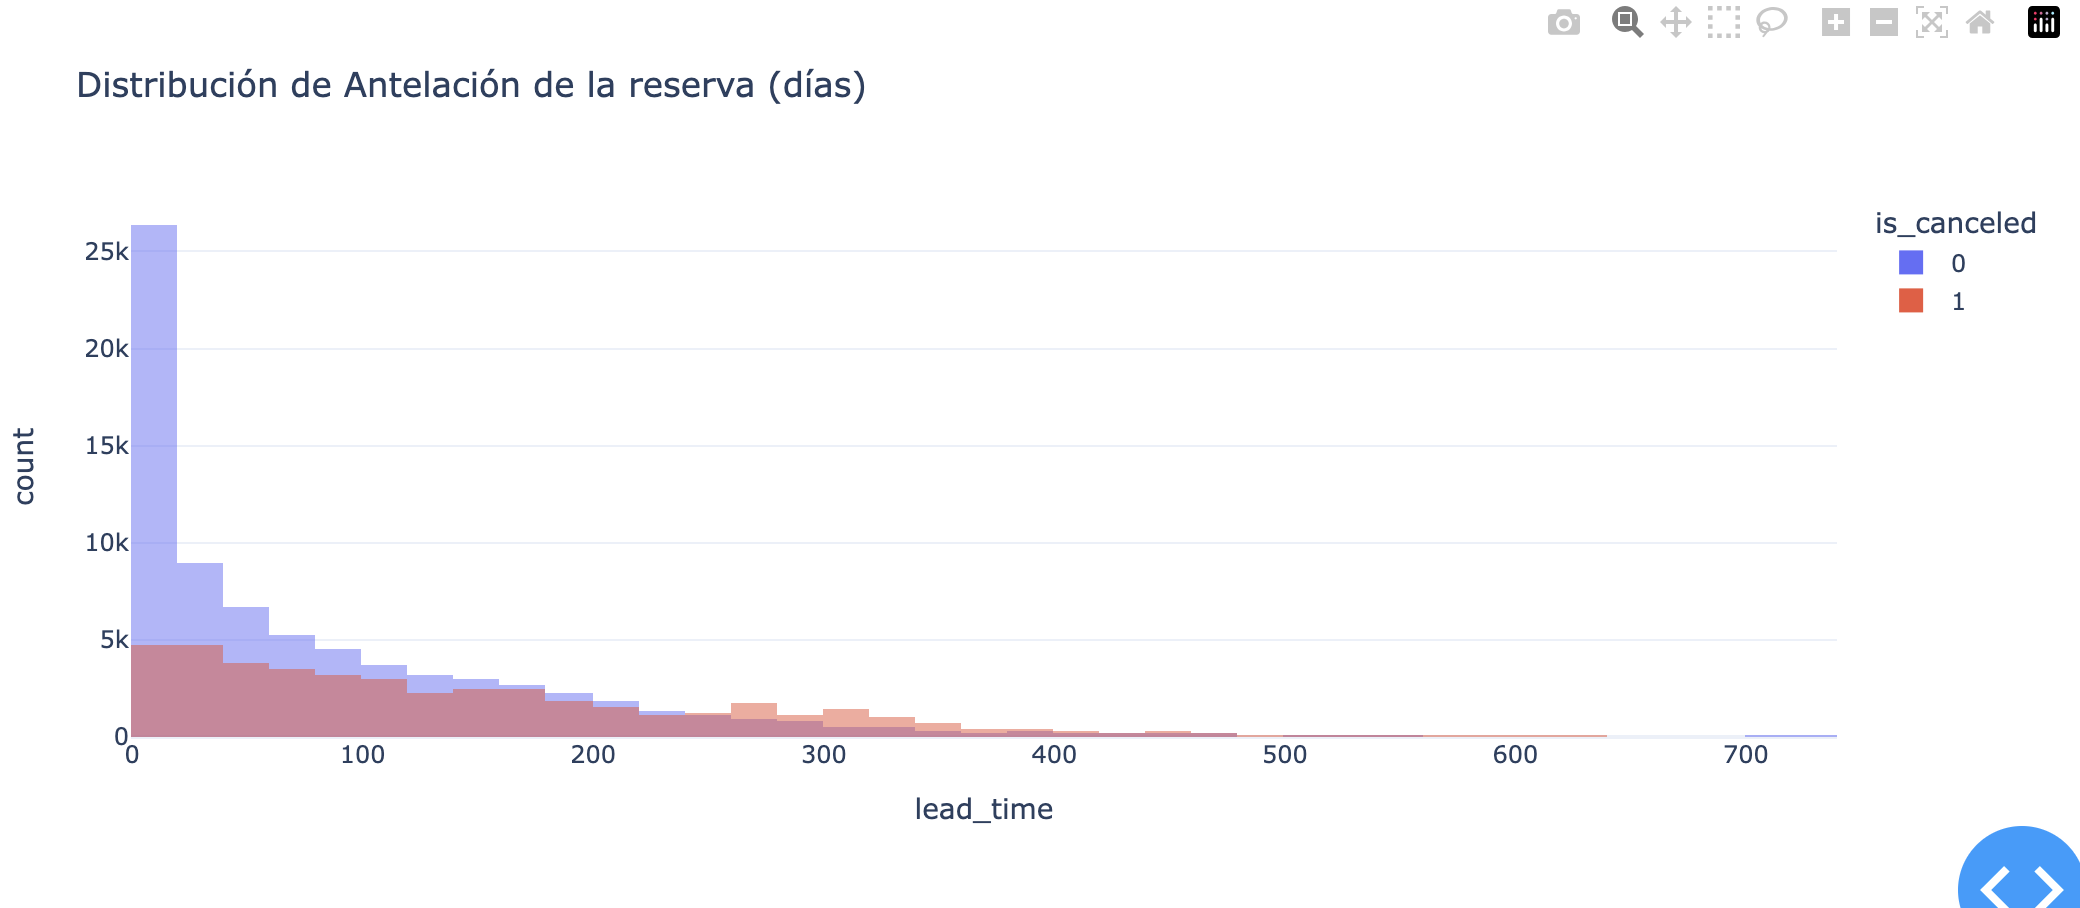 Distribución de Antelación de la reserva (días)
is_canceled
0
1
count
25k
20k
15k
10k
5k
0
0 100 200 300 400 500 600 700
lead_time